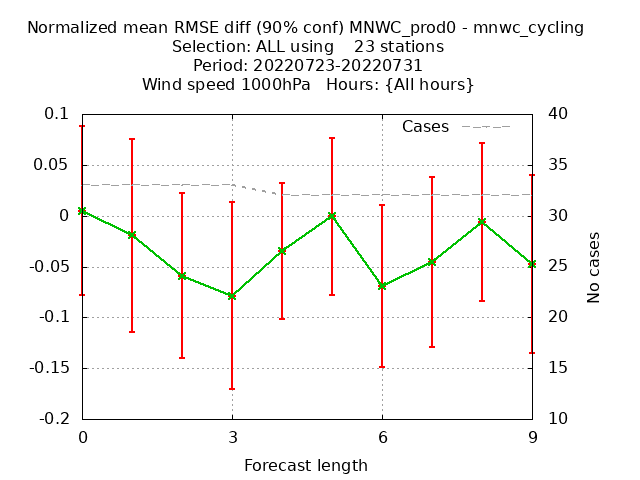 Normalized mean RMSE diff (90% conf) MNWC_prod0 - mnwc_cycling
Selection: ALL using    23 stations
Period: 20220723-20220731
Wind speed 1000hPa   Hours: {All hours}
0.1
0.05
0
-0.05
-0.1
-0.15
-0.2
Cases
40
35
30
25
20
15
10
No cases
0
3
6
9
Forecast length